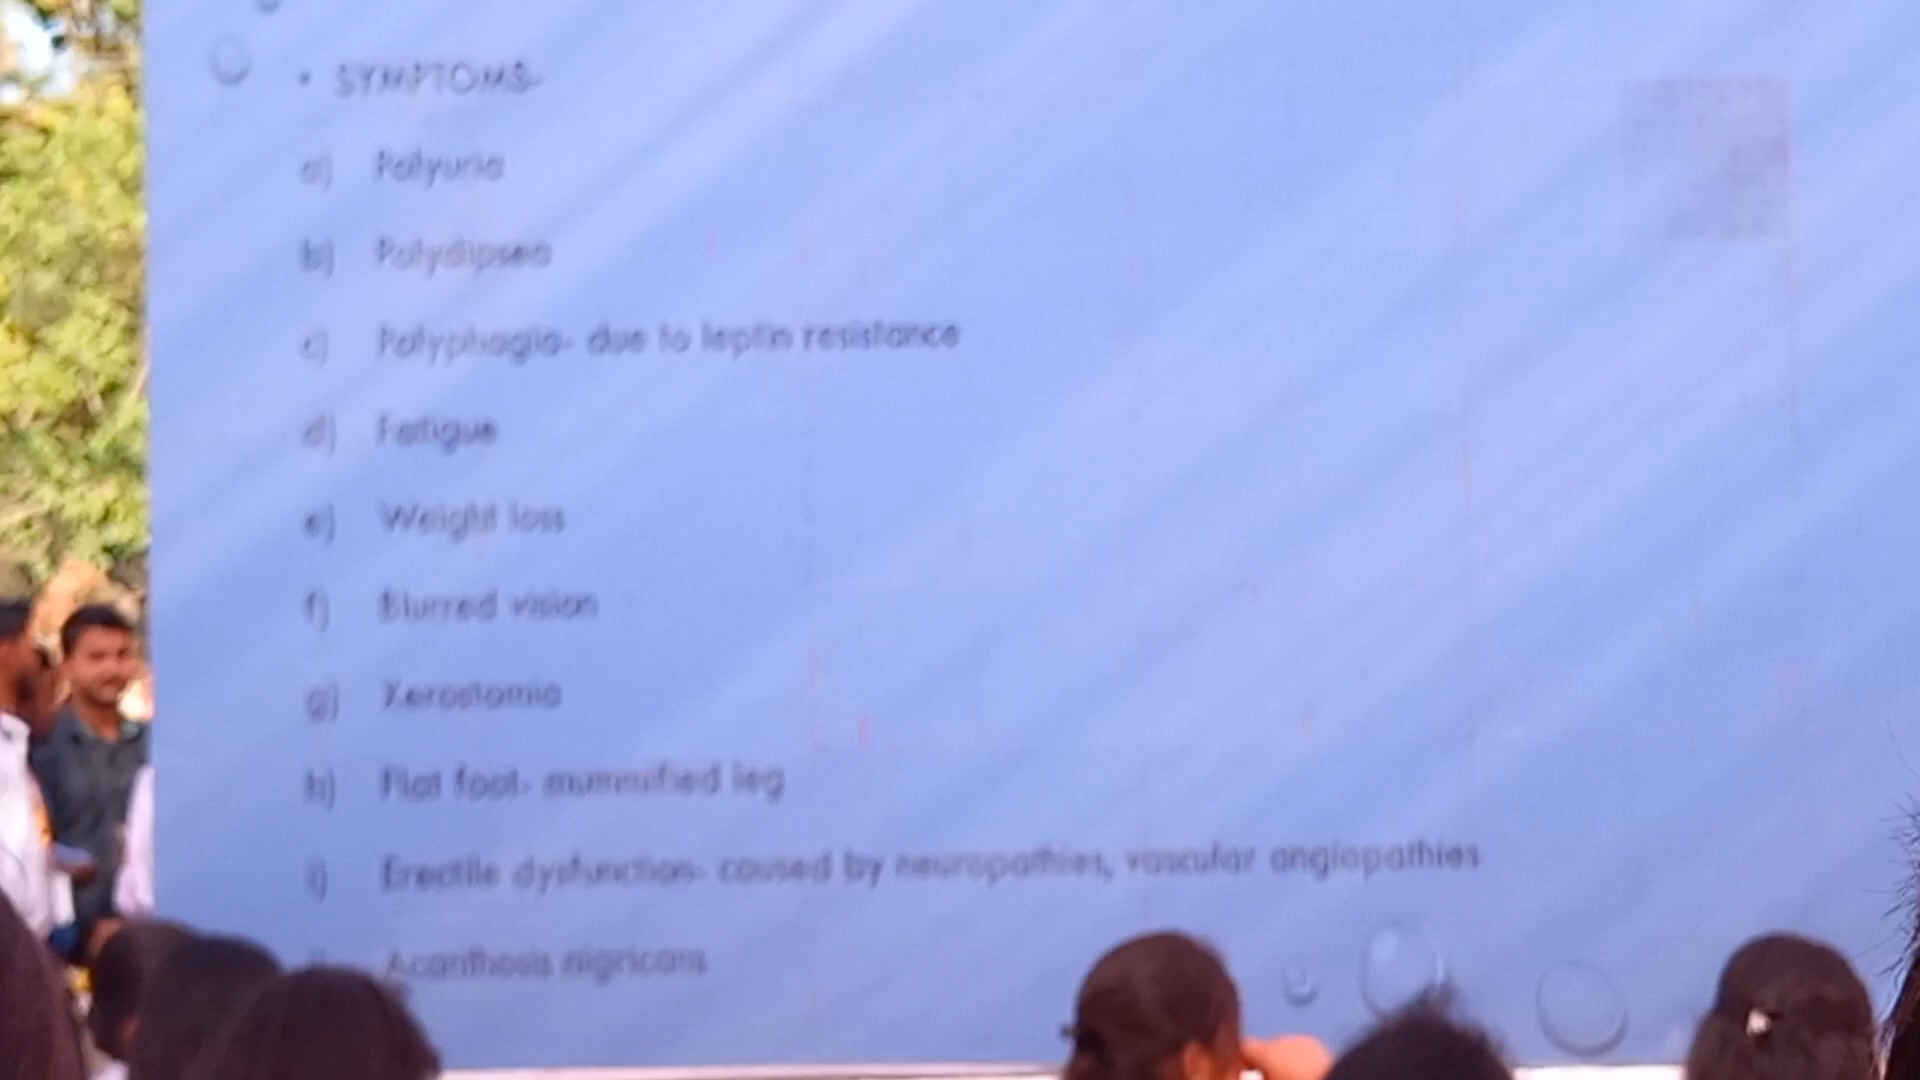 • SYMPTOMS-
a) Polyuria
b) Polydipsea
c) Polyphagia- due to leptin resistance
d) Fatigue
e) Weight loss
f) Blurred vision
g) Xerostomia
h) Flat foot- mummified leg
i) Erectile dysfunction- caused by neuropathies, vascular angiopathies
Acanthosis nigricans